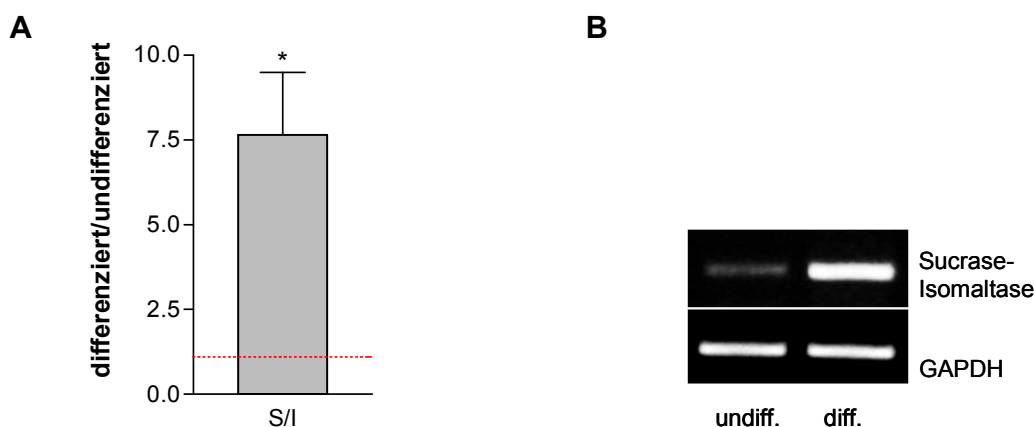 A
differenziert/undifferenziert
10.0
7.5
5.0
2.5
0.0
*
S/I
B
Sucrase-
Isomaltase
GAPDH
undiff. diff.